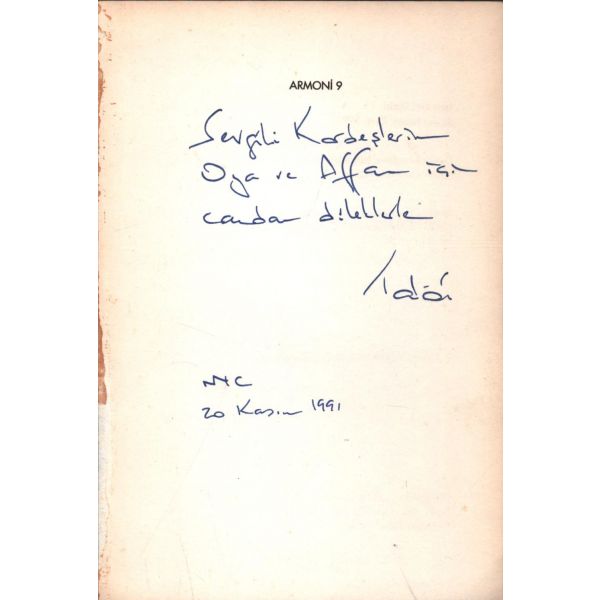 ARMONİ 9
Sevgili Kardeşlerim
Oya ve Affan için
candan dileklerle
NYC
20 Kasım 1991